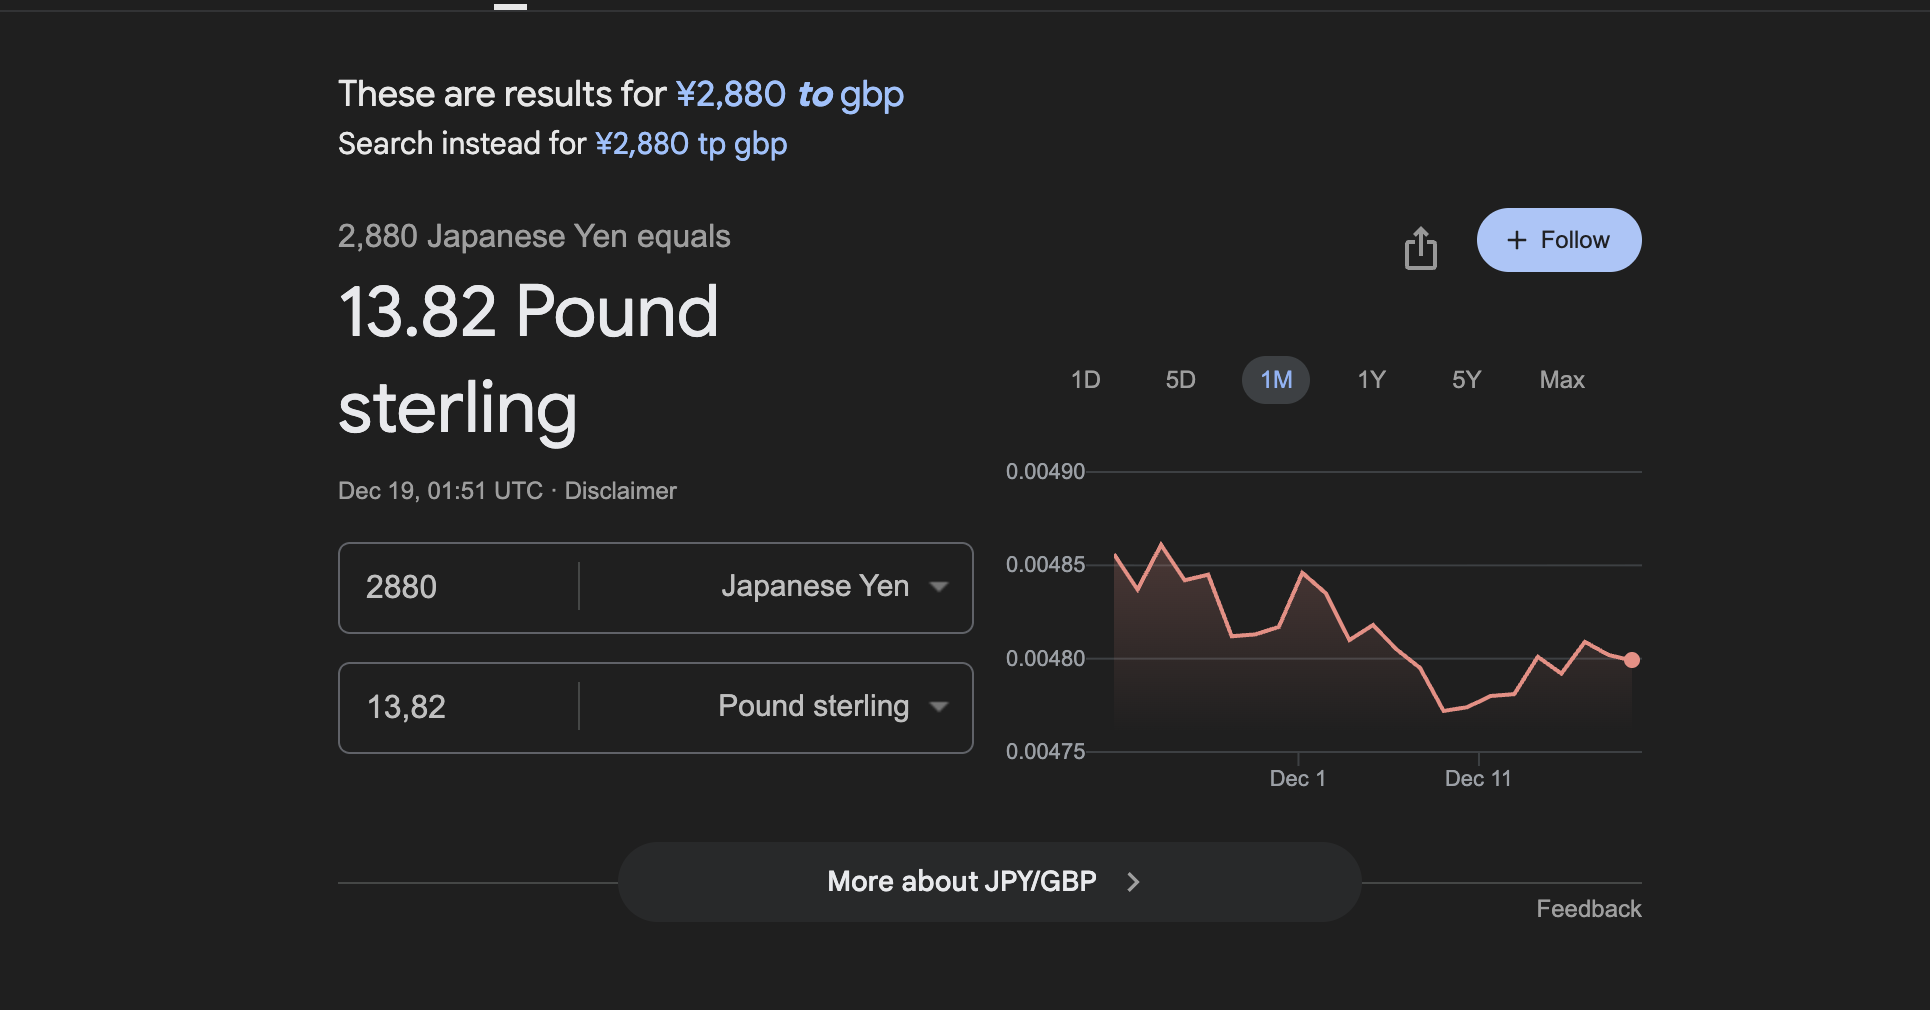 These are results for ¥2,880 to gbp
Search instead for ¥2,880 tp gbp
2,880 Japanese Yen equals
13.82 Pound
sterling
Dec 19, 01:51 UTC · Disclaimer
2880 Japanese Yen
13,82 Pound sterling
+ Follow
1D 5D 1M 1Y 5Y Max
0.00490
0.00485
0.00480
0.00475
Dec 1 Dec 11
More about JPY/GBP
Feedback